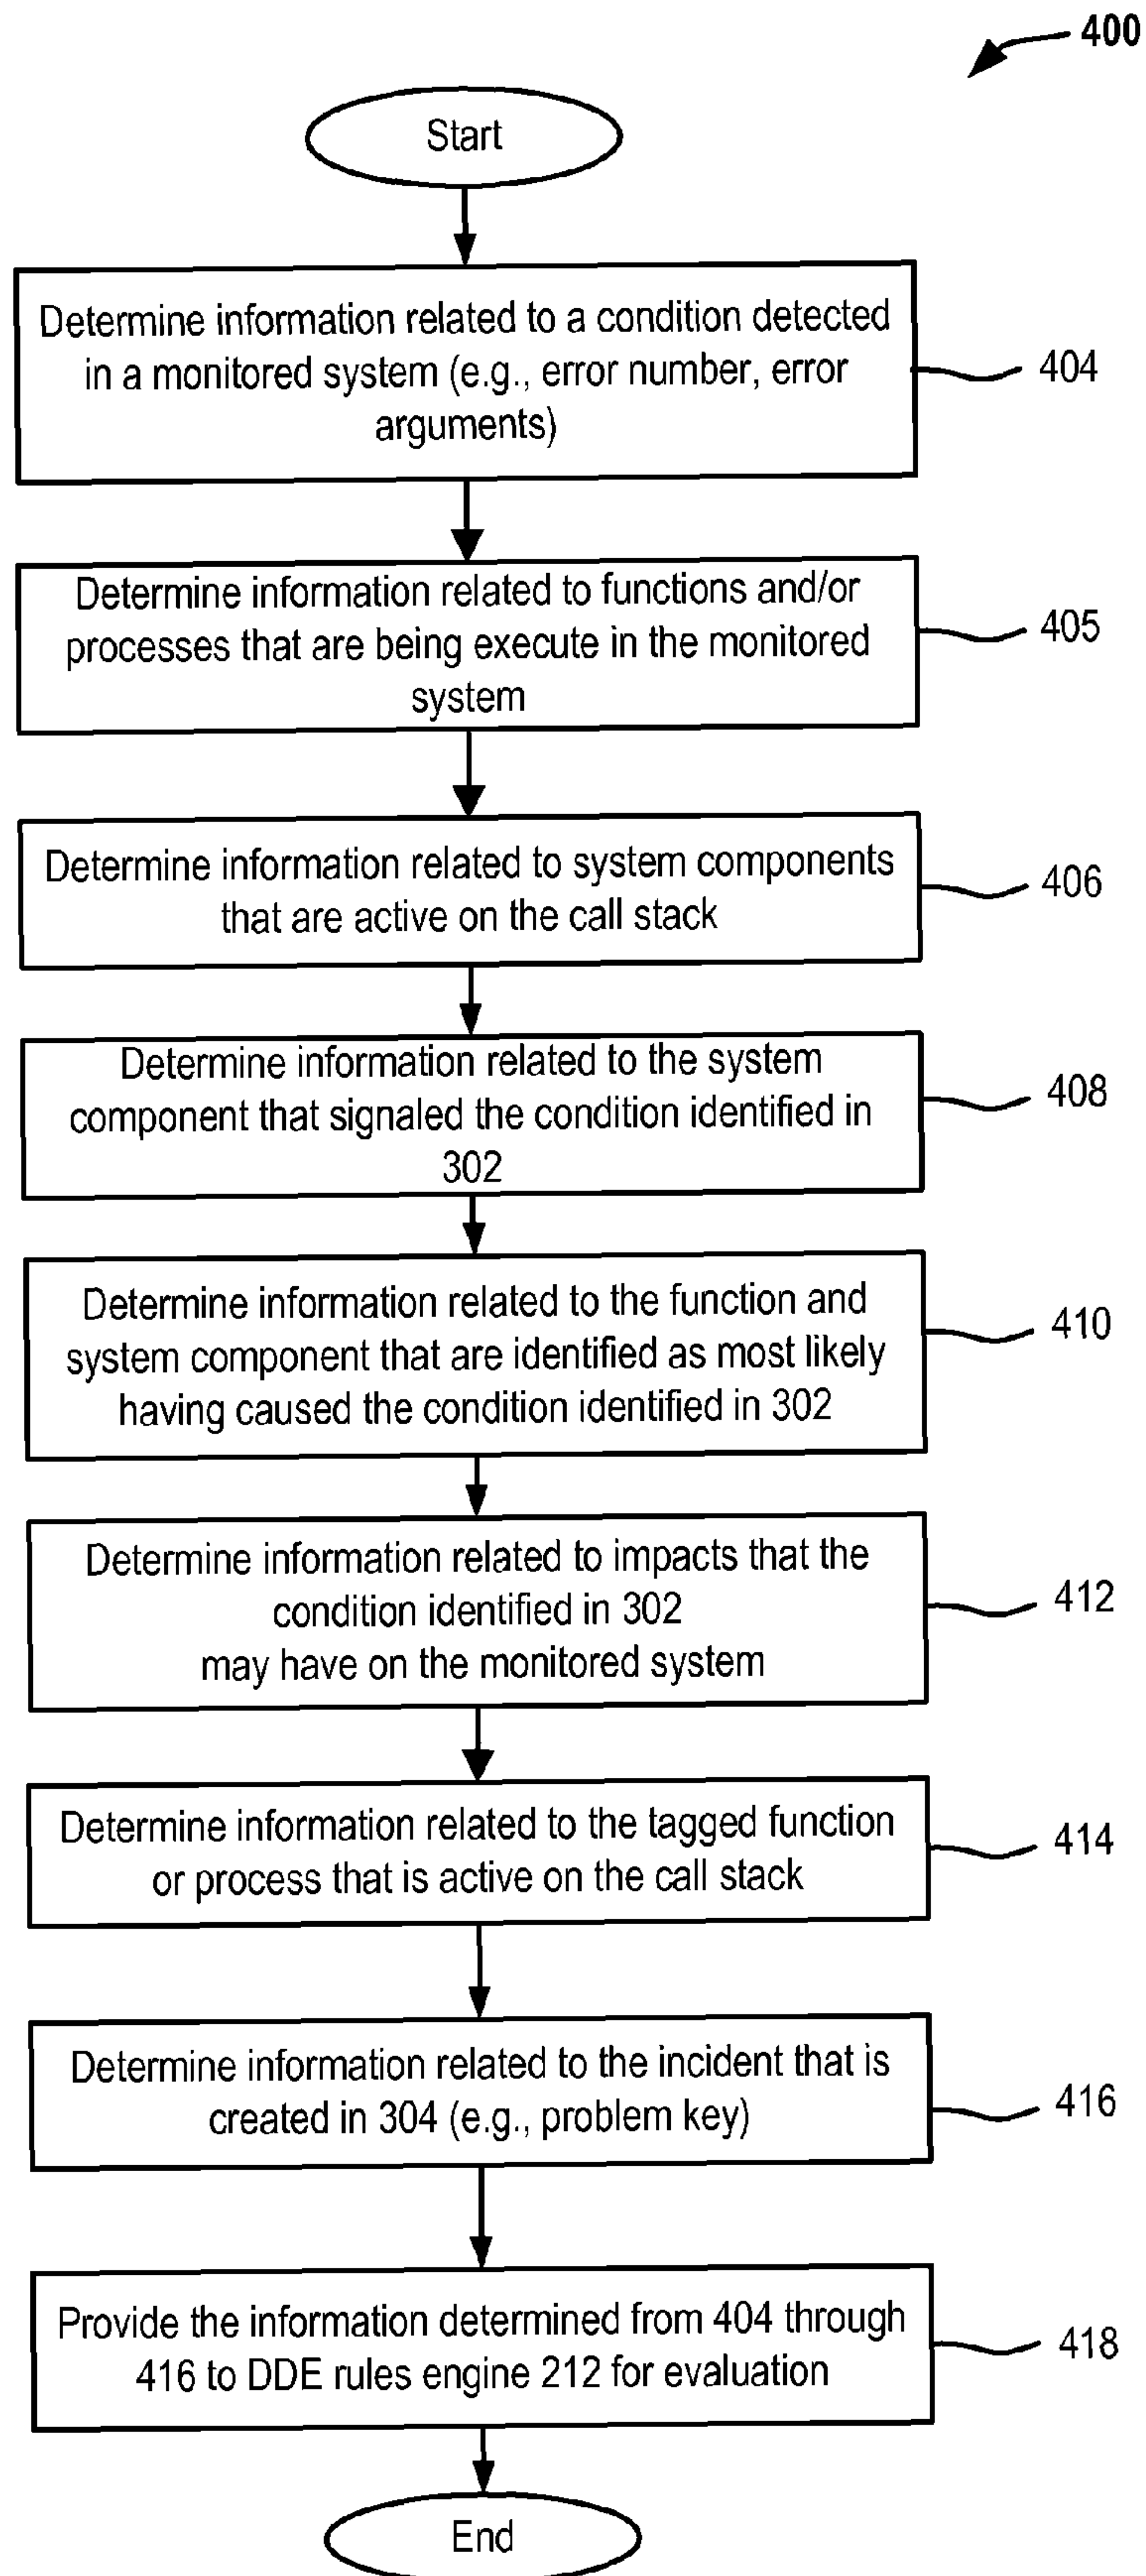 400
Start
Determine information related to a condition detected
in a monitored system (e.g., error number, error
arguments)
404
Determine information related to functions and/or
processes that are being execute in the monitored
system
405
Determine information related to system components
that are active on the call stack
406
Determine information related to the system
component that signaled the condition identified in
302
408
Determine information related to the function and
system component that are identified as most likely
having caused the condition identified in 302
410
Determine information related to impacts that the
condition identified in 302
may have on the monitored system
412
Determine information related to the tagged function
or process that is active on the call stack
414
Determine information related to the incident that is
created in 304 (e.g., problem key)
416
Provide the information determined from 404 through
416 to DDE rules engine 212 for evaluation
418
End